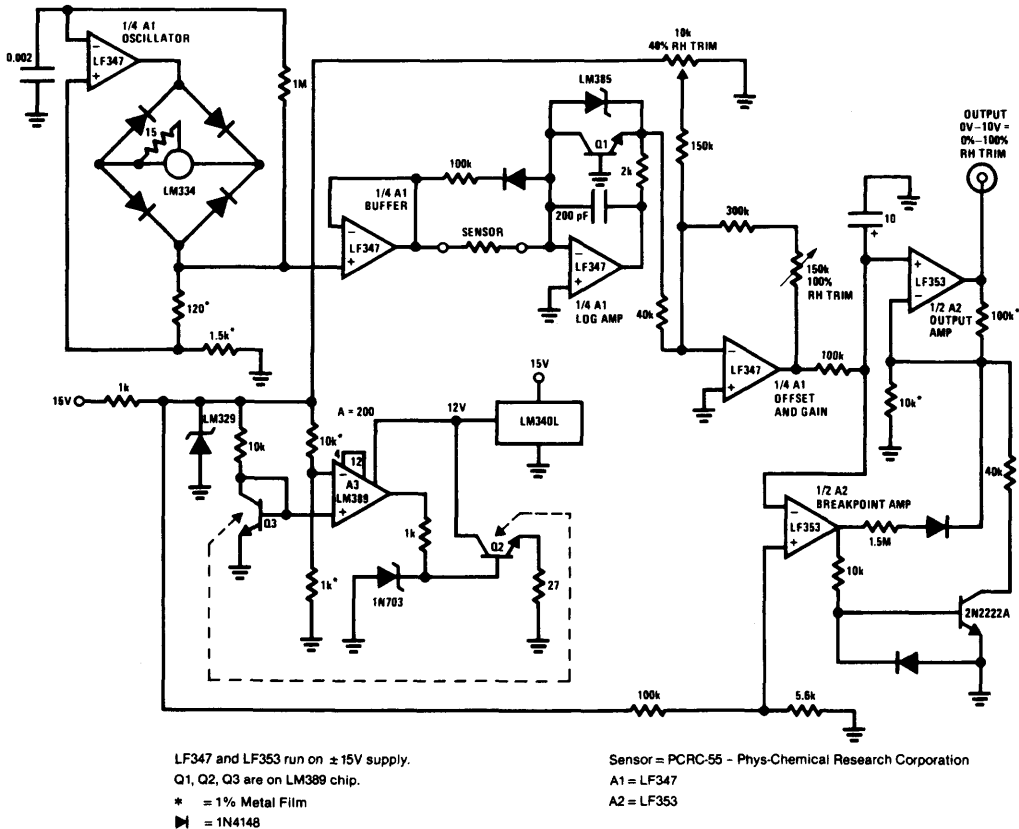 1/4 A1
OSCILLATOR
0.002
−
LF347
+
1M
15
LM334
120*
1.5k*
10k
40% RH TRIM
LM385
Q1
2k
100k
1/4 A1
BUFFER
−
LF347
+
SENSOR
200 pF
−
LF347
+
1/4 A1
LOG AMP
150k
300k
150k
100%
RH TRIM
40k
−
LF347
+
1/4 A1
OFFSET
AND GAIN
100k
OUTPUT
0V–10V =
0%–100%
RH TRIM
10
+
+
LF353
−
1/2 A2
OUTPUT
AMP
100k*
10k*
40k
15V
1k
LM329
10k
Q3
10k*
A = 200
4
12
−
A3
LM389
+
1k*
12V
15V
LM340L
1k
1N703
Q2
27
1/2 A2
BREAKPOINT AMP
−
LF353
+
1.5M
10k
2N2222A
100k
5.6k
LF347 and LF353 run on ±15V supply.
Q1, Q2, Q3 are on LM389 chip.
* = 1% Metal Film
= 1N4148
Sensor = PCRC-55 – Phys-Chemical Research Corporation
A1 = LF347
A2 = LF353